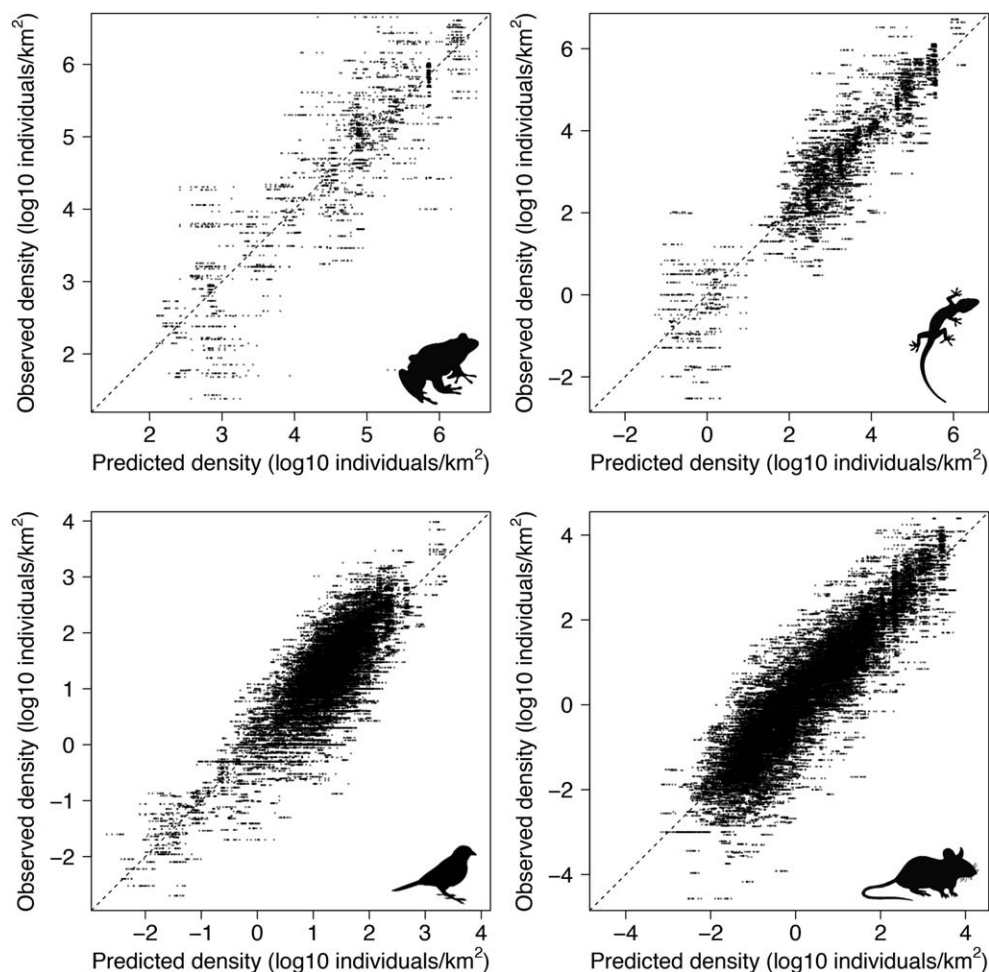 Observed density (log10 individuals/km²)
6
5
4
3
2
2 3 4 5 6
Predicted density (log10 individuals/km²)
Observed density (log10 individuals/km²)
6
4
2
0
−2
−2 0 2 4 6
Predicted density (log10 individuals/km²)
Observed density (log10 individuals/km²)
4
3
2
1
0
−1
−2
−2 −1 0 1 2 3 4
Predicted density (log10 individuals/km²)
Observed density (log10 individuals/km²)
4
2
0
−2
−4
−4 −2 0 2 4
Predicted density (log10 individuals/km²)